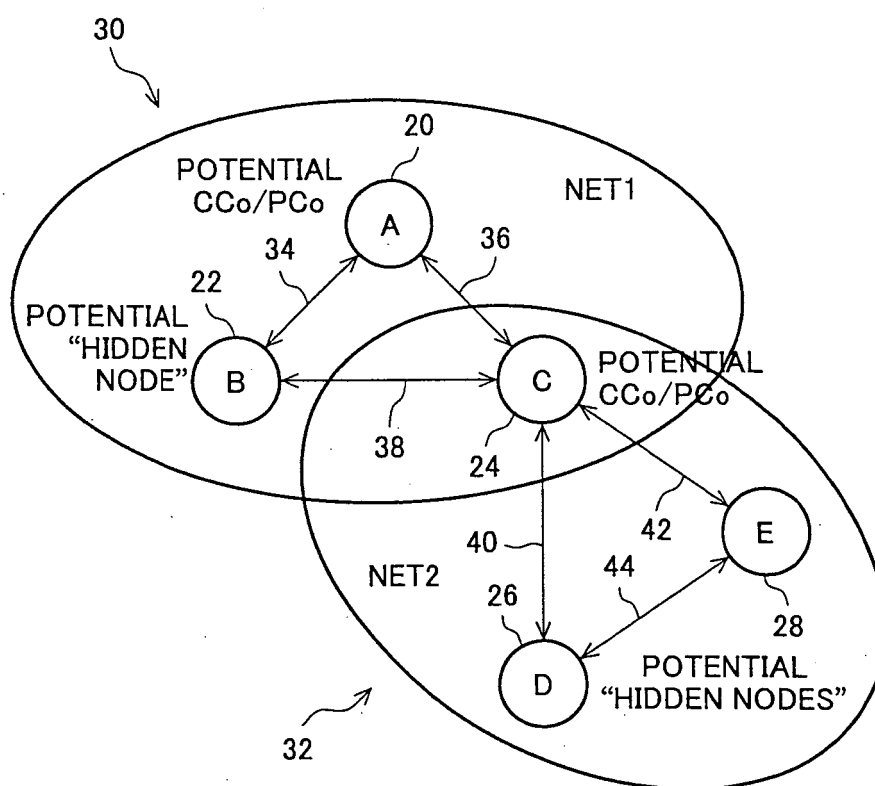 30
20
POTENTIAL
CCo/PCo
NET1
A
34
36
22
POTENTIAL
“HIDDEN
NODE”
B
C
POTENTIAL
CCo/PCo
38
24
42
E
40
NET2
44
26
28
D
POTENTIAL
“HIDDEN NODES”
32